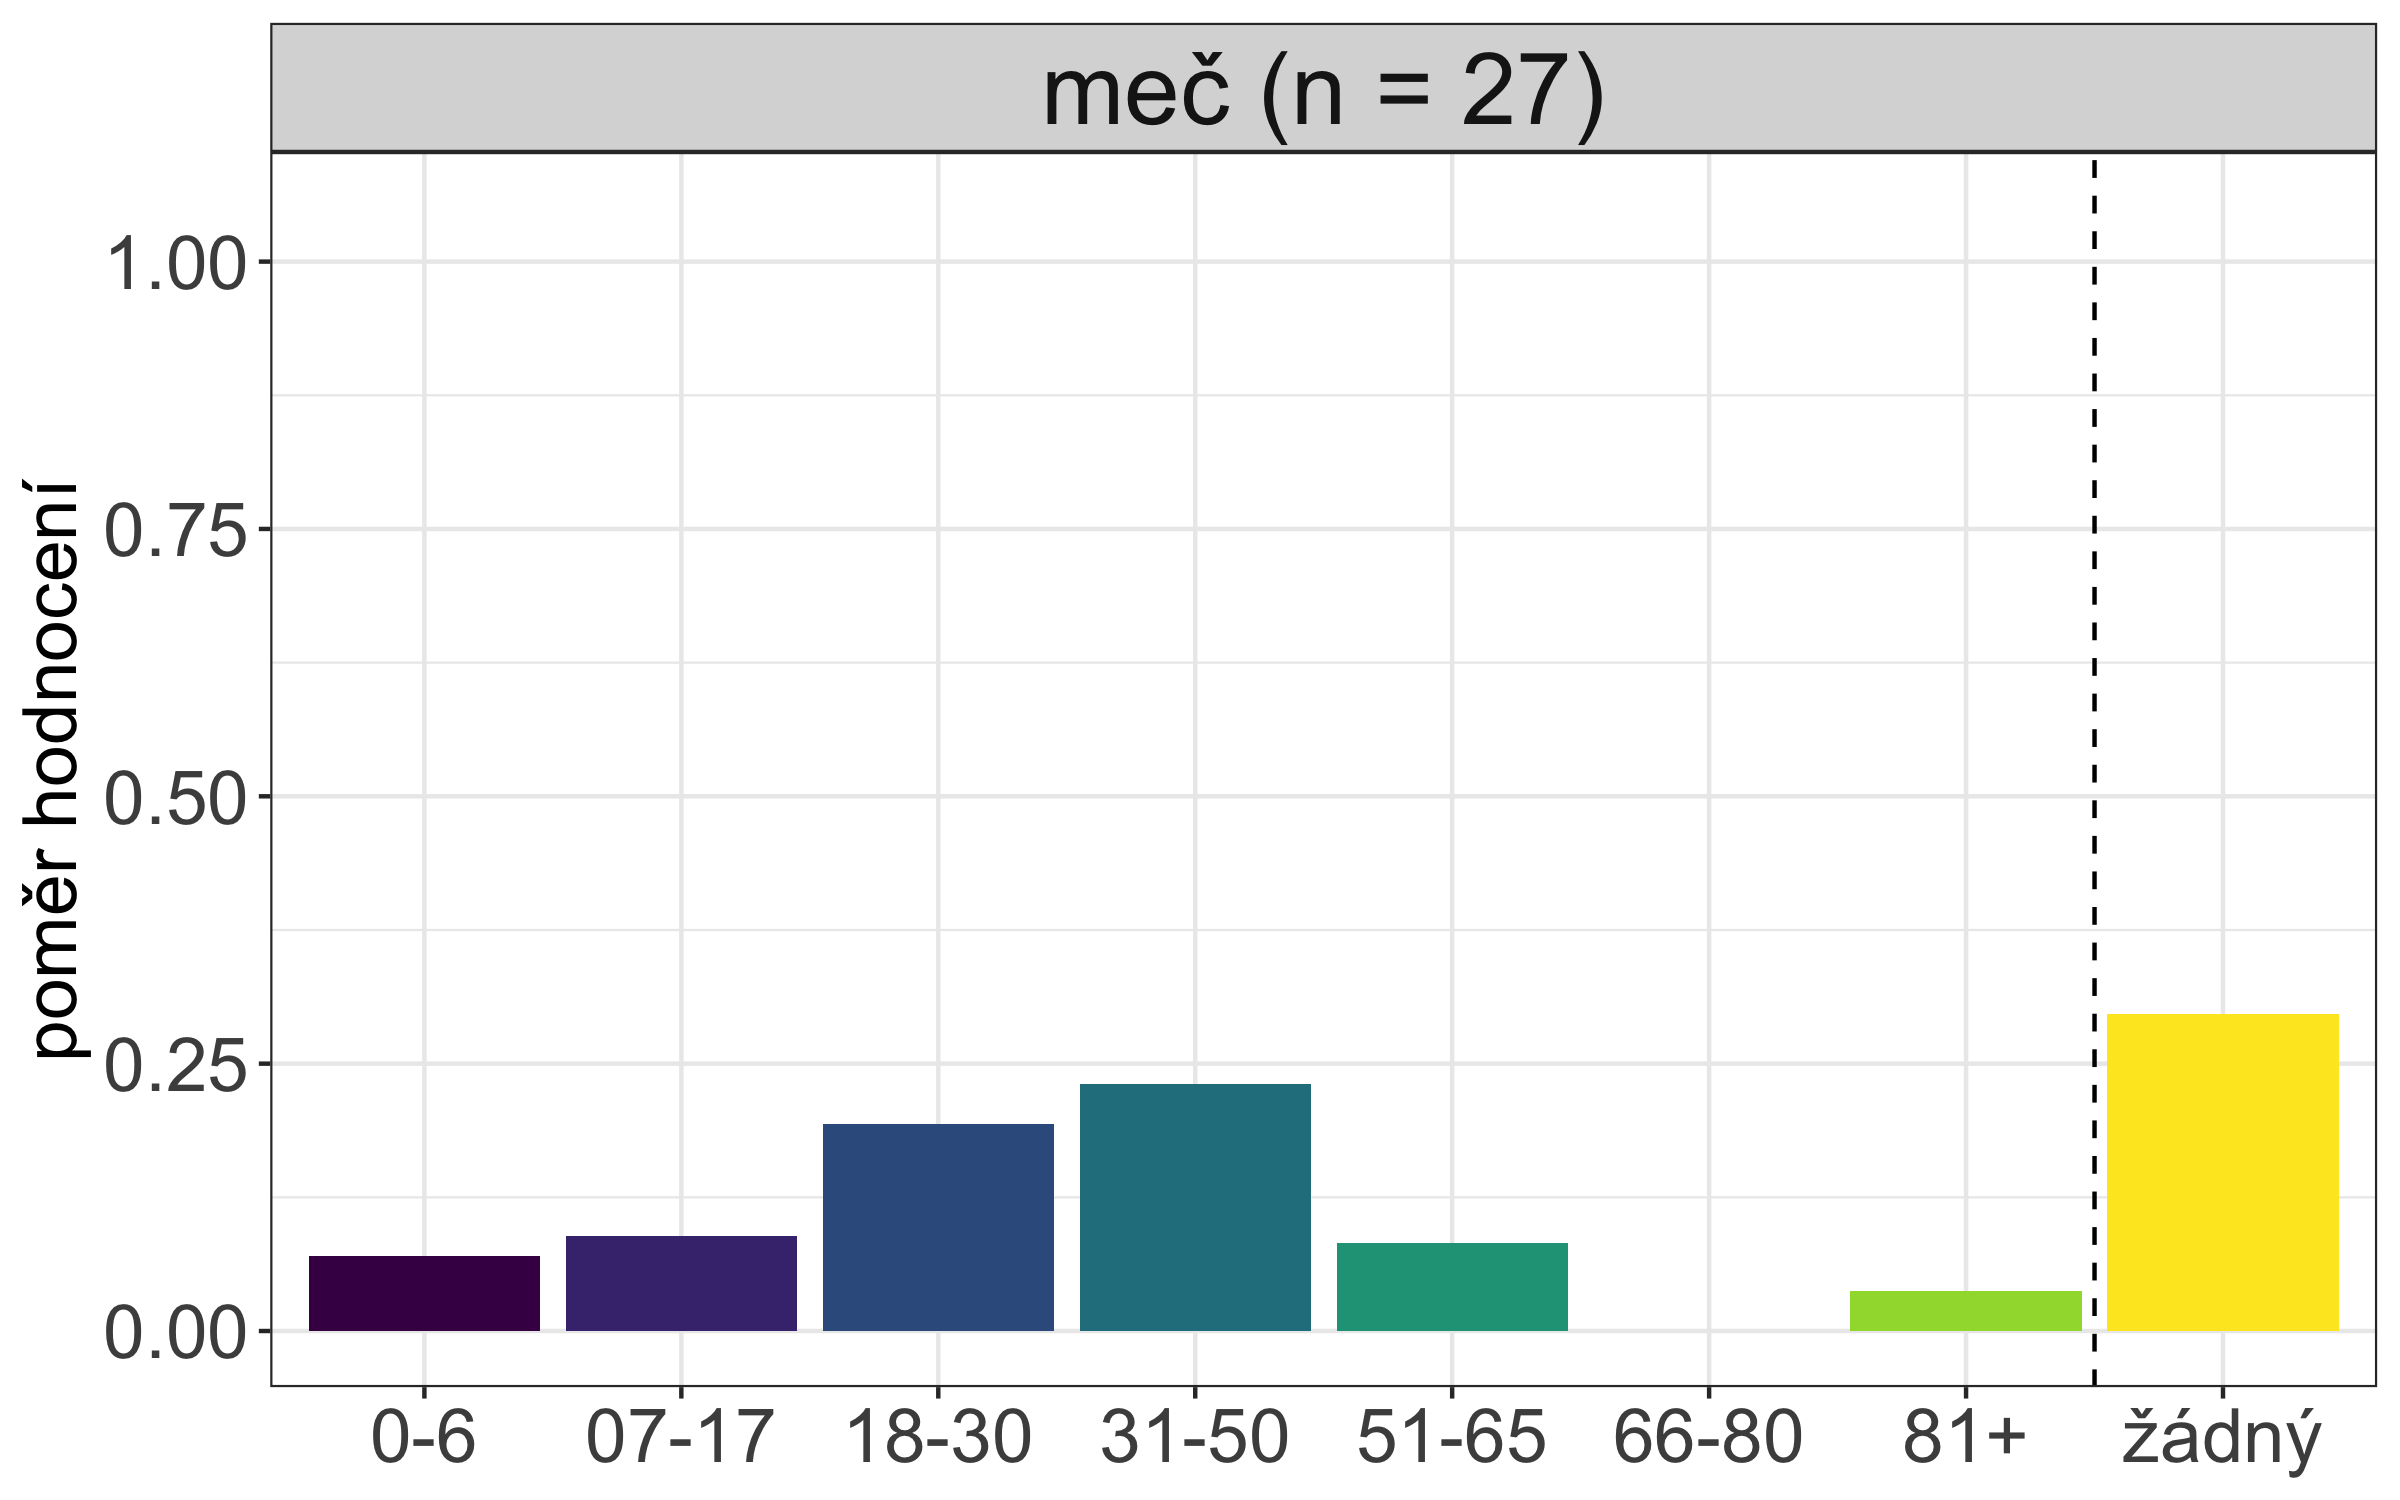 meč (n = 27)
poměr hodnocení
1.00
0.75
0.50
0.25
0.00
0-6 07-17 18-30 31-50 51-65 66-80 81+ žádný